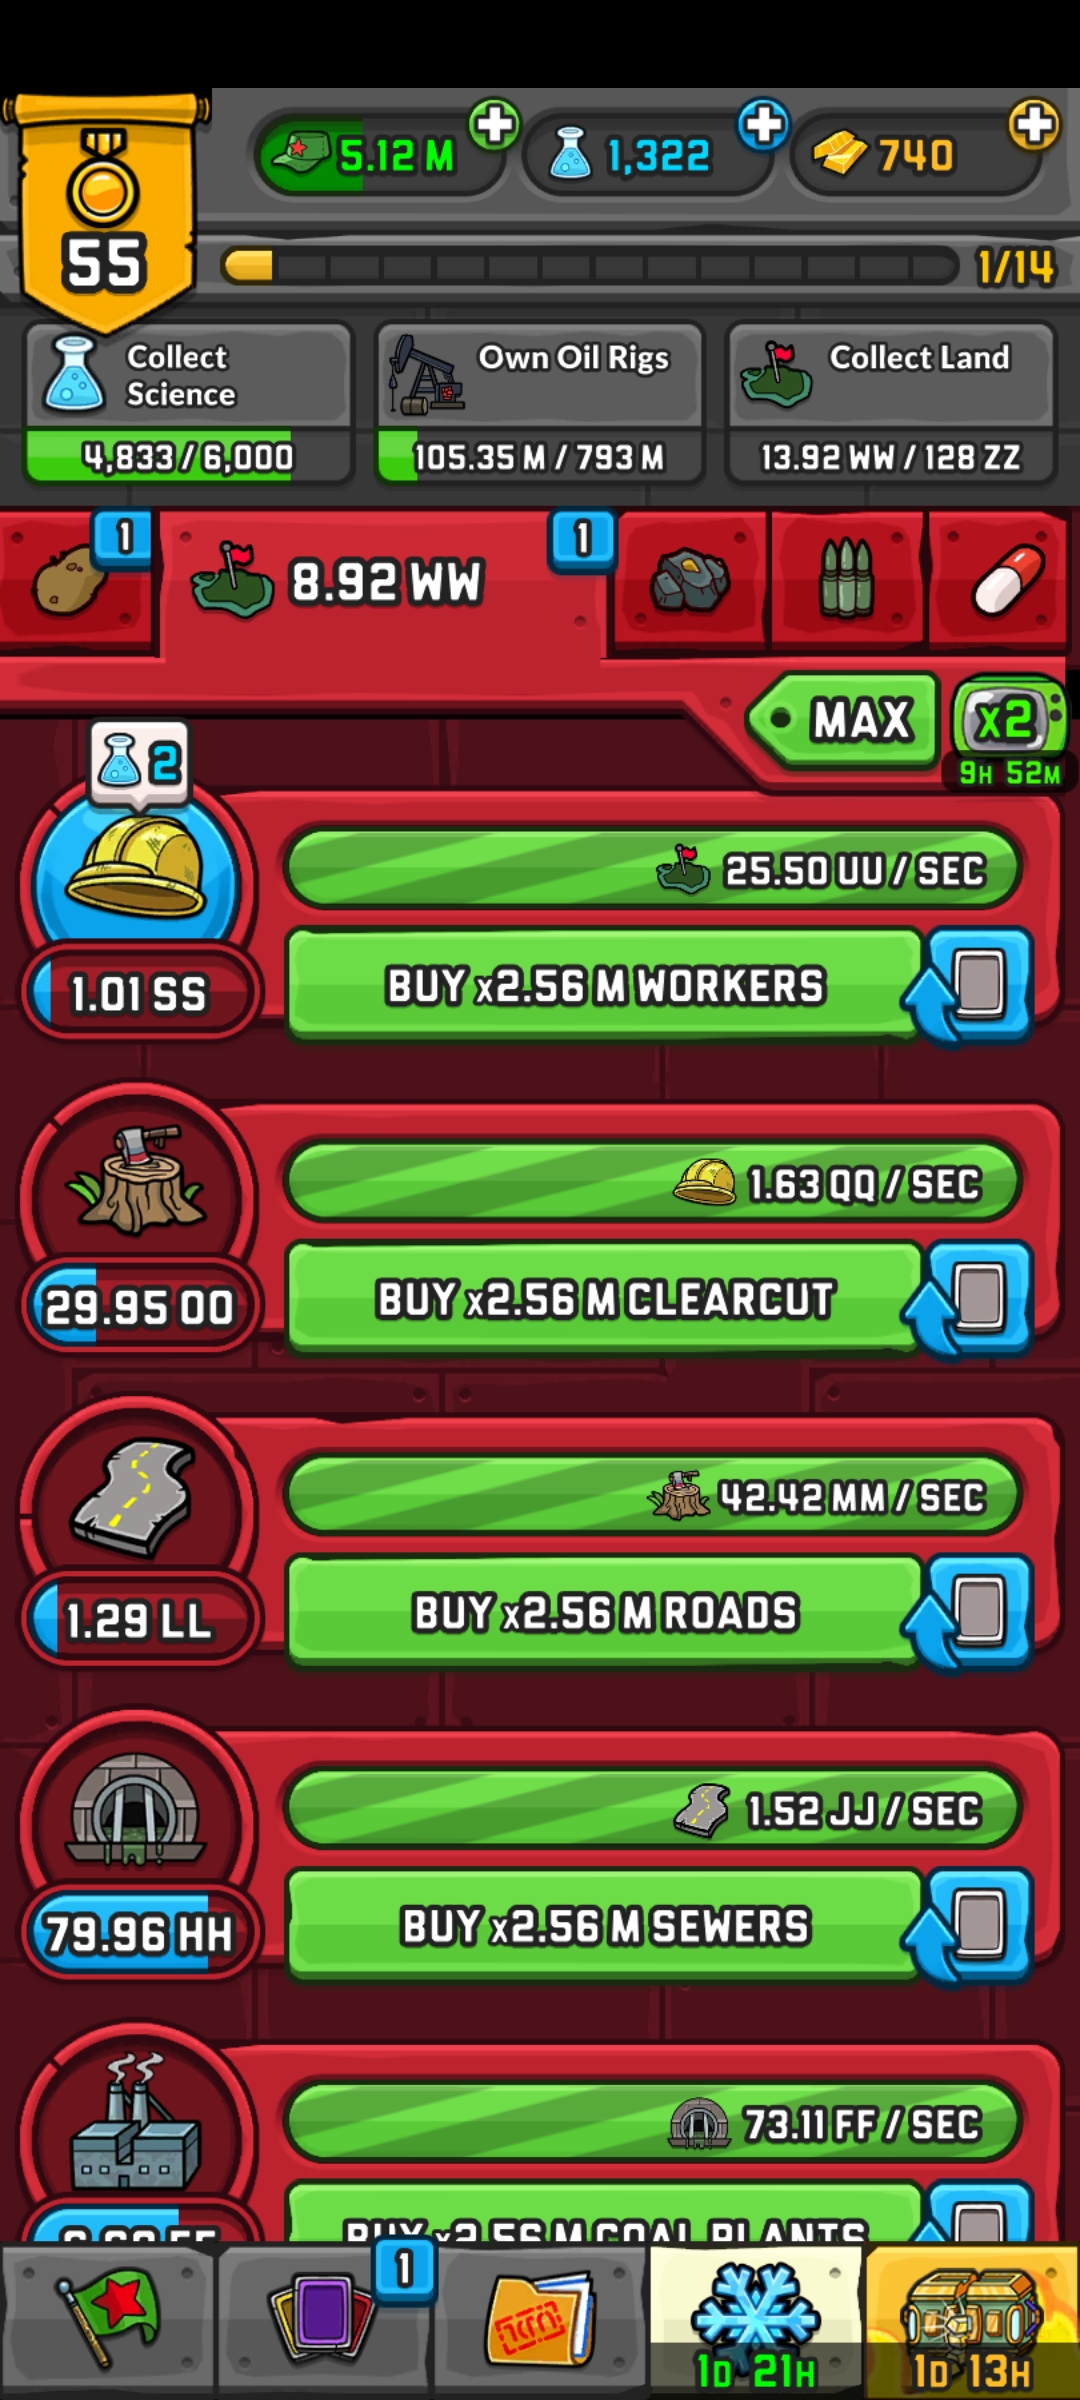 5.12 M
1,322
740
55
1/14
Collect
Science
4,833/6,000
Own Oil Rigs
105.35 M/793 M
Collect Land
13.92 WW/128 ZZ
1
8.92 WW
1
MAX
x2
9H 52M
2
25.50 UU/SEC
1.01 SS
BUY x2.56 M WORKERS
1.63 QQ/SEC
29.95 OO
BUY x2.56 M CLEARCUT
42.42 MM/SEC
1.29 LL
BUY x2.56 M ROADS
1.52 JJ/SEC
79.96 HH
BUY x2.56 M SEWERS
73.11 FF/SEC
BUY x2.56 M COAL PLANTS
1
1D 21H
1D 13H